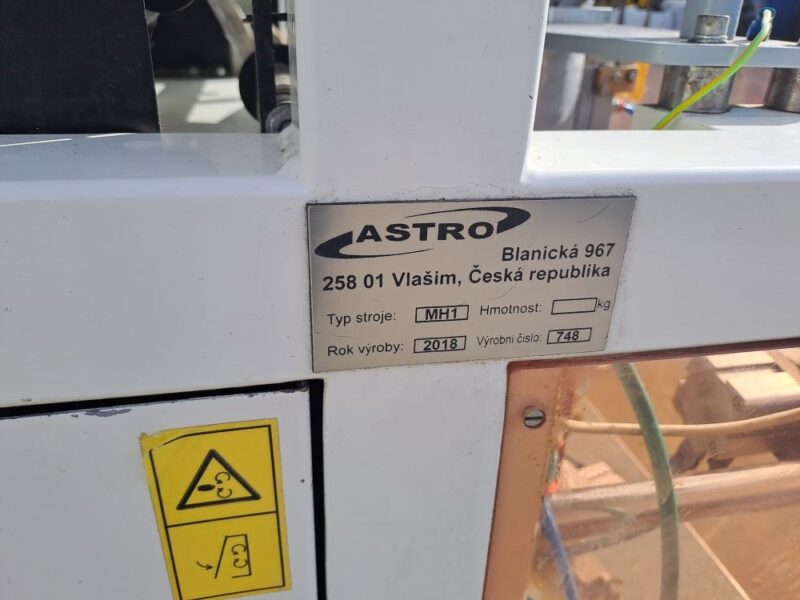 ASTRO
Blanická 967
258 01 Vlašim, Česká republika
Typ stroje: MH1 Hmotnost: kg
Rok výroby: 2018 Výrobní číslo: 748